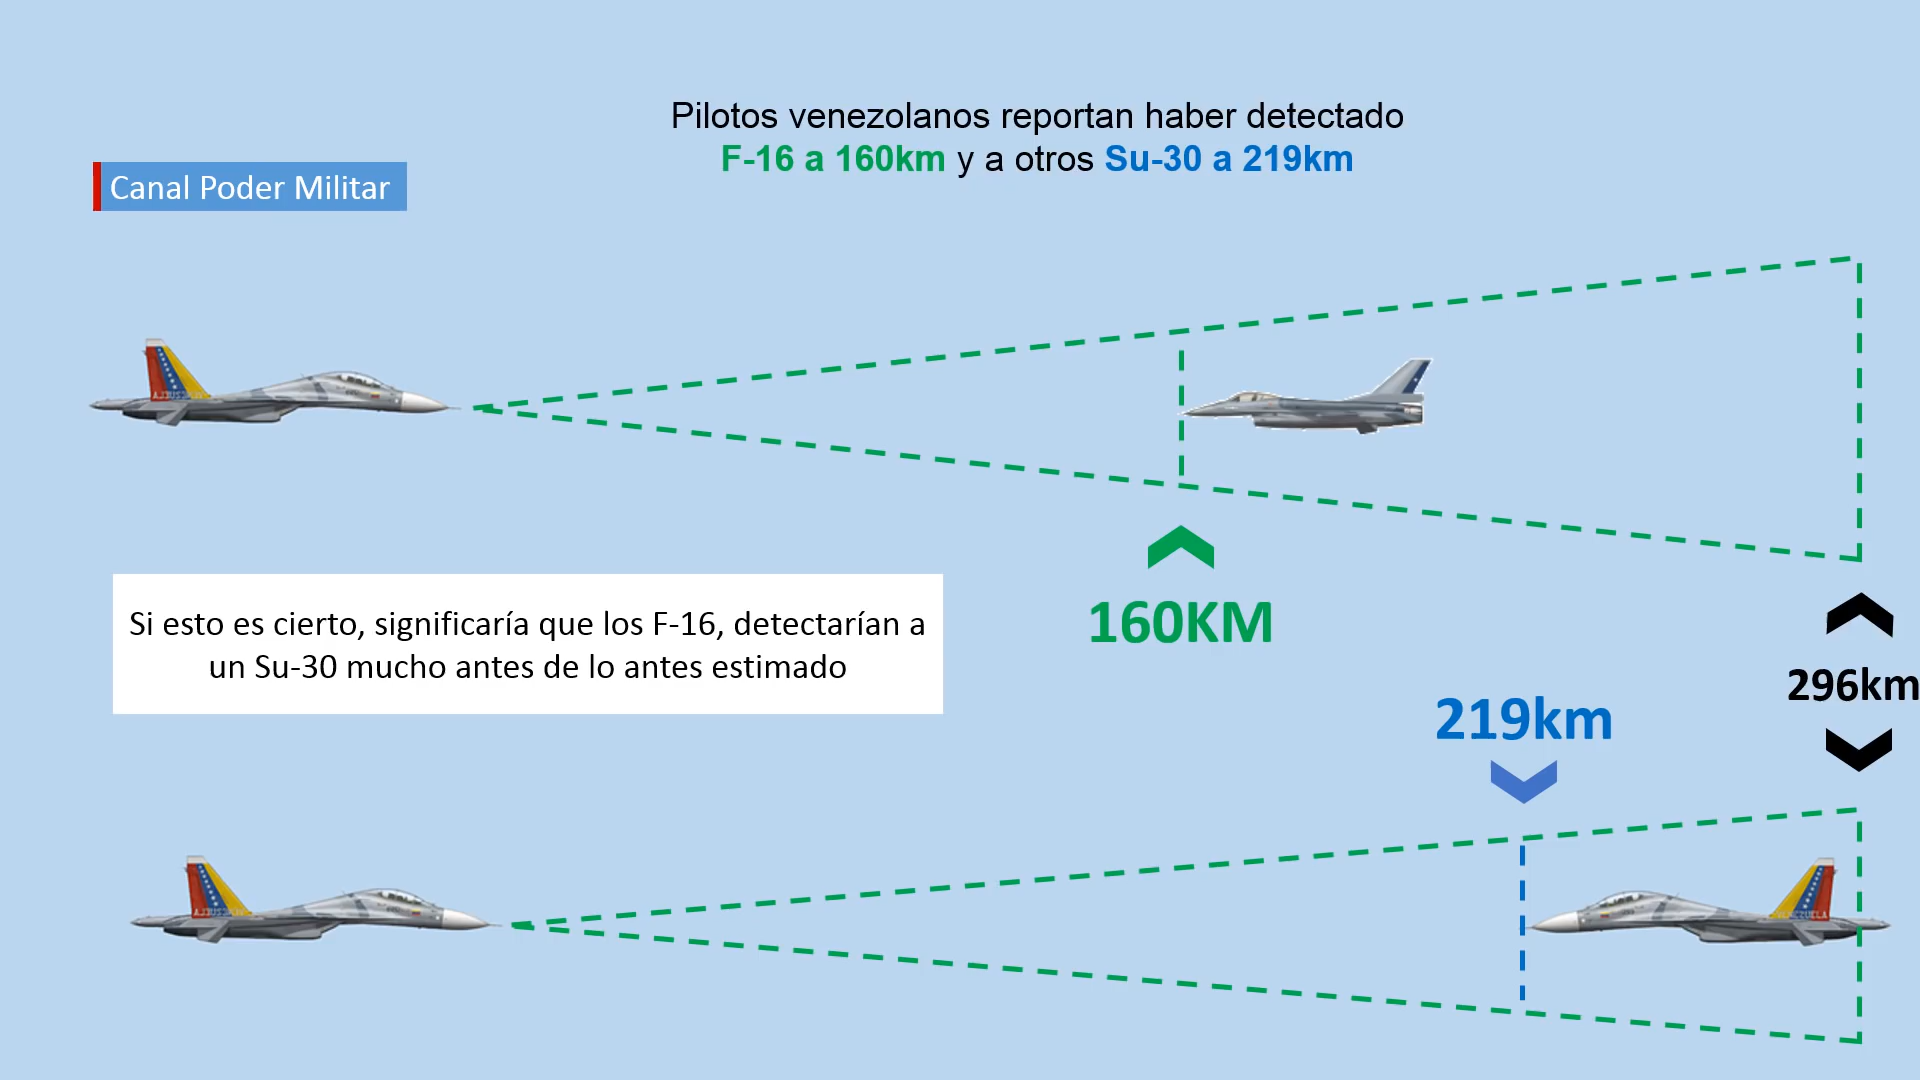 Pilotos venezolanos reportan haber detectado
F-16 a 160km y a otros Su-30 a 219km
Canal Poder Militar
Si esto es cierto, significaría que los F-16, detectarían a
un Su-30 mucho antes de lo antes estimado
160KM
296km
219km
VENEZUELA